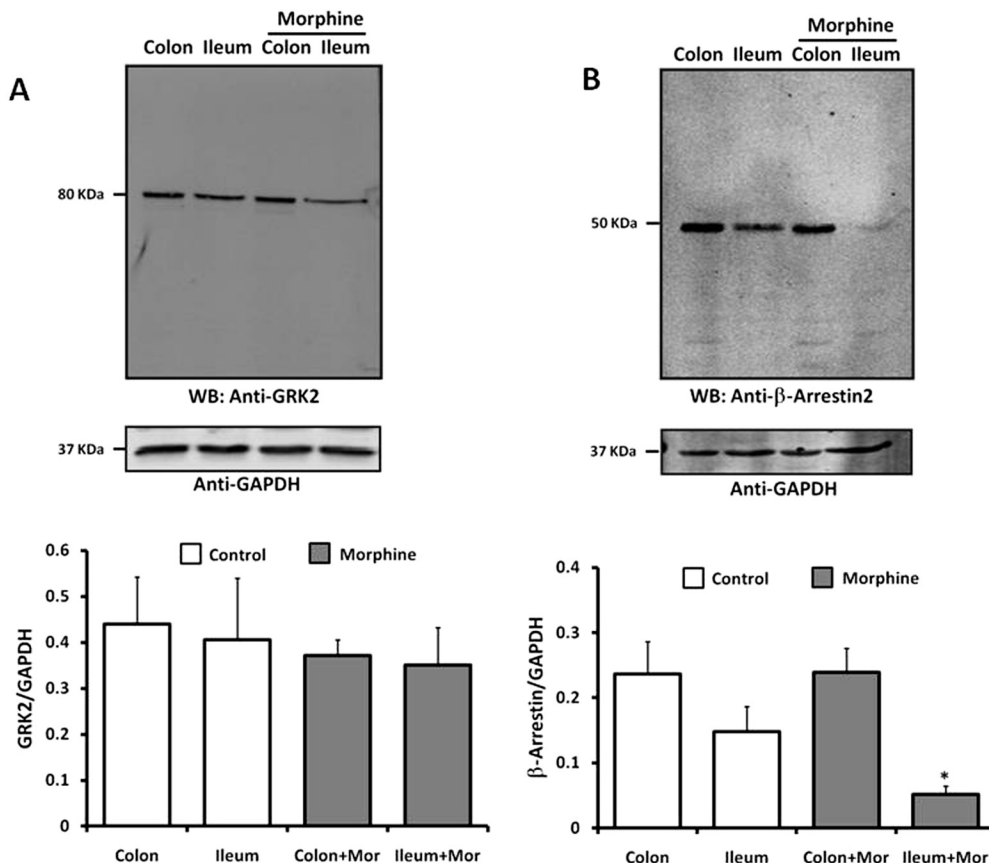 A
Morphine
Colon Ileum Colon Ileum
80 KDa
WB: Anti-GRK2
37 KDa
Anti-GAPDH
Control Morphine
GRK2/GAPDH
0.6
0.5
0.4
0.3
0.2
0.1
0
Colon Ileum Colon+Mor Ileum+Mor
B
Morphine
Colon Ileum Colon Ileum
50 KDa
WB: Anti-β-Arrestin2
37 KDa
Anti-GAPDH
Control Morphine
β-Arrestin/GAPDH
0.4
0.3
0.2
0.1
0
*
Colon Ileum Colon+Mor Ileum+Mor